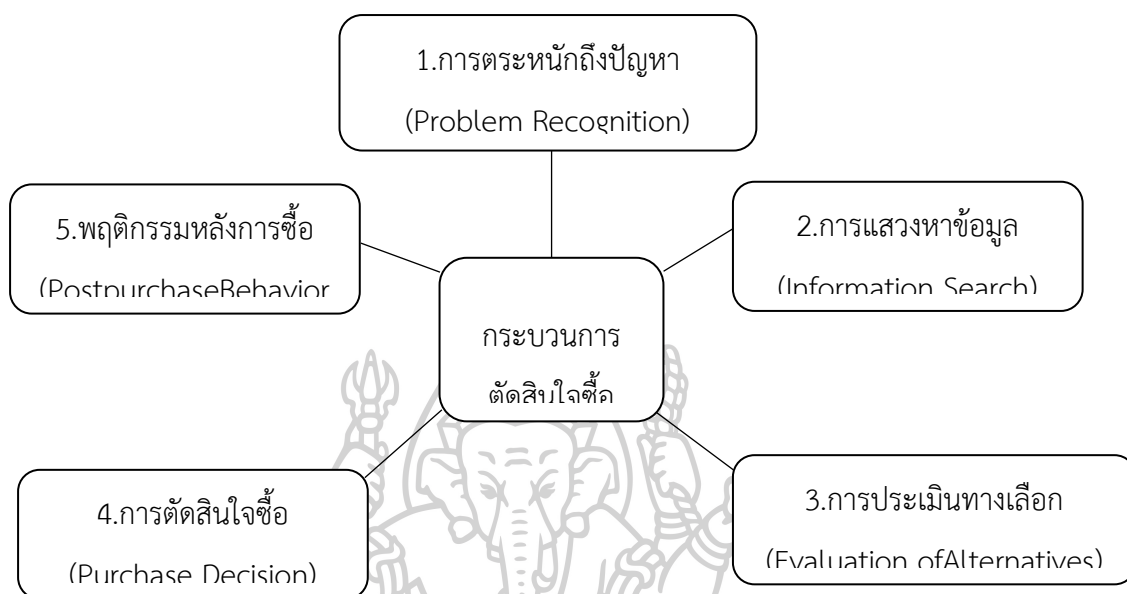 1.การตระหนักถึงปัญหา
(Problem Recognition)
5.พฤติกรรมหลังการซื้อ
(PostpurchaseBehavior
2.การแสวงหาข้อมูล
(Information Search)
กระบวนการ
ตัดสินใจซื้อ
4.การตัดสินใจซื้อ
(Purchase Decision)
3.การประเมินทางเลือก
(Evaluation ofAlternatives)